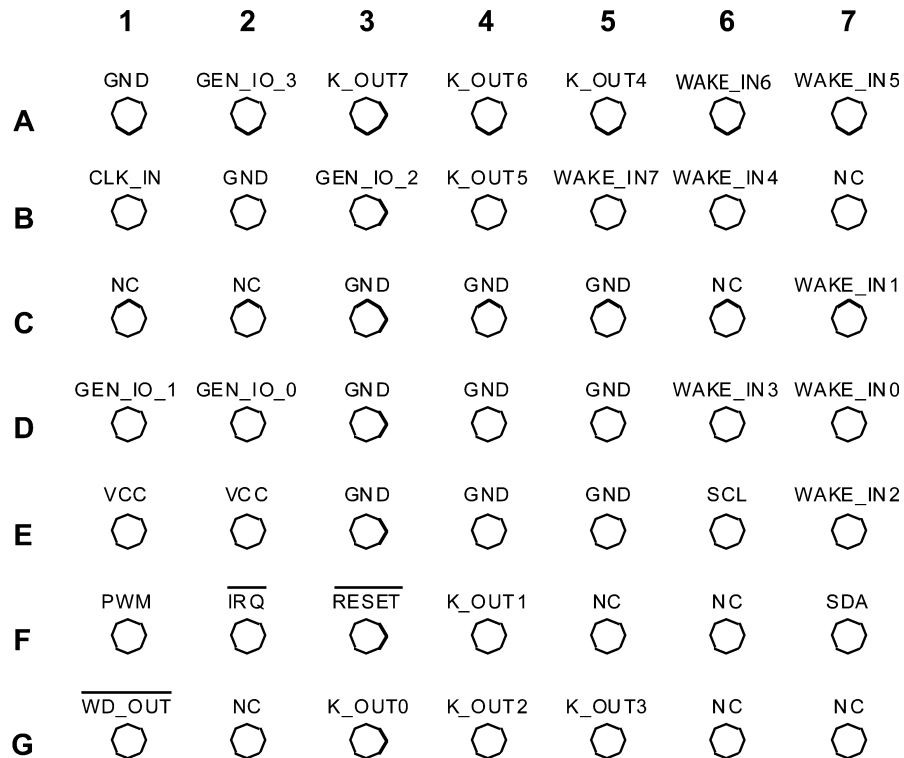 1 2 3 4 5 6 7
GND GEN_IO_3 K_OUT7 K_OUT6 K_OUT4 WAKE_IN6 WAKE_IN5
A
CLK_IN GND GEN_IO_2 K_OUT5 WAKE_IN7 WAKE_IN4 NC
B
NC NC GND GND GND NC WAKE_IN1
C
GEN_IO_1 GEN_IO_0 GND GND GND WAKE_IN3 WAKE_IN0
D
VCC VCC GND GND GND SCL WAKE_IN2
E
PWM IRQ RESET K_OUT1 NC NC SDA
F
WD_OUT NC K_OUT0 K_OUT2 K_OUT3 NC NC
G